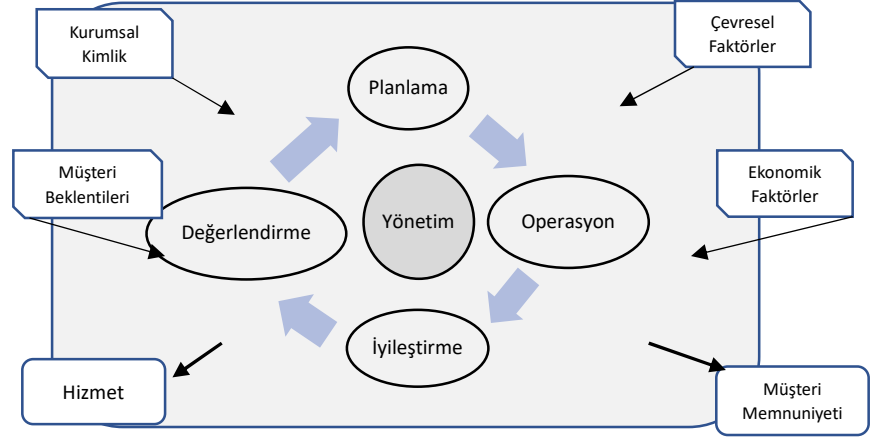 Kurumsal
Kimlik
Çevresel
Faktörler
Planlama
Müşteri
Beklentileri
Ekonomik
Faktörler
Değerlendirme
Yönetim
Operasyon
İyileştirme
Hizmet
Müşteri
Memnuniyeti